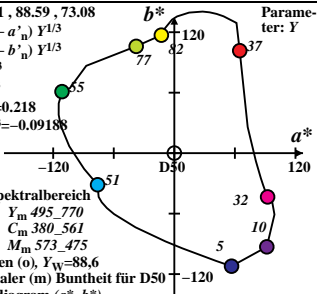 , 88.59 , 73.08
b*
Parame-
ter: Y
a'n) Y1/3
b'n) Y1/3
120
82
77
37
55
=0.218
=−0.09188
a*
−120
D50
120
51
32
10
5
pektralbereich
Ym 495_770
Cm 380_561
Mm 573_475
en (o), YW=88,6
aler (m) Buntheit für D50
−120